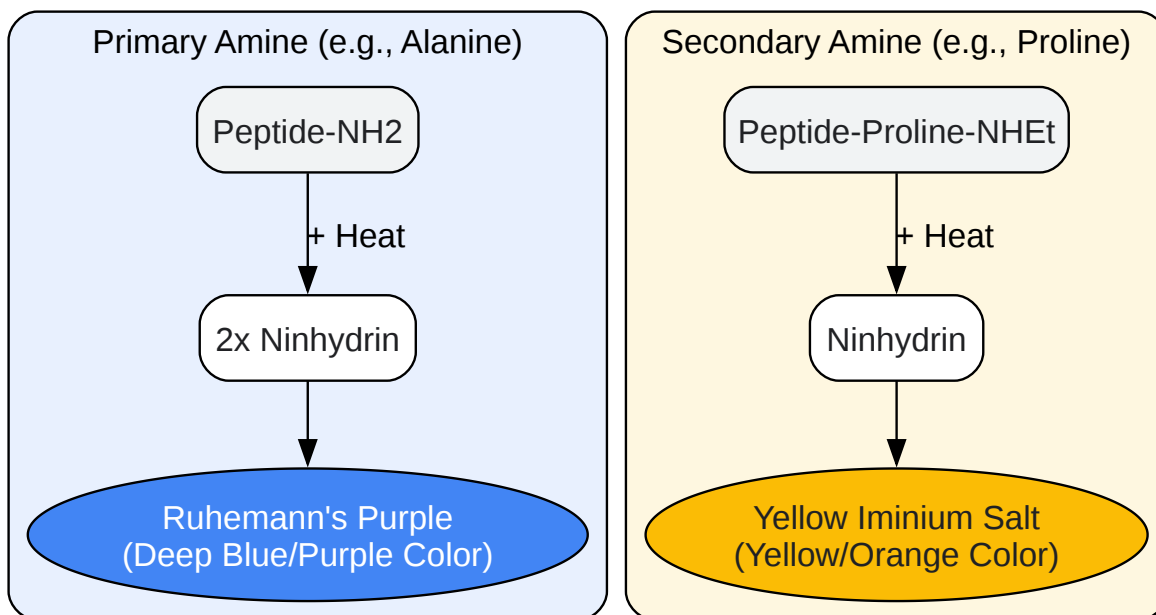 Primary Amine (e.g., Alanine)
Peptide-NH2
+ Heat
2x Ninhydrin
Ruhemann's Purple
(Deep Blue/Purple Color)
Secondary Amine (e.g., Proline)
Peptide-Proline-NHEt
+ Heat
Ninhydrin
Yellow Iminium Salt
(Yellow/Orange Color)